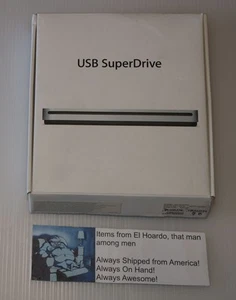 USB SuperDrive
Items from El Hoardo, that man
among men
Always Shipped from America!
Always On Hand!
Always Awesome!